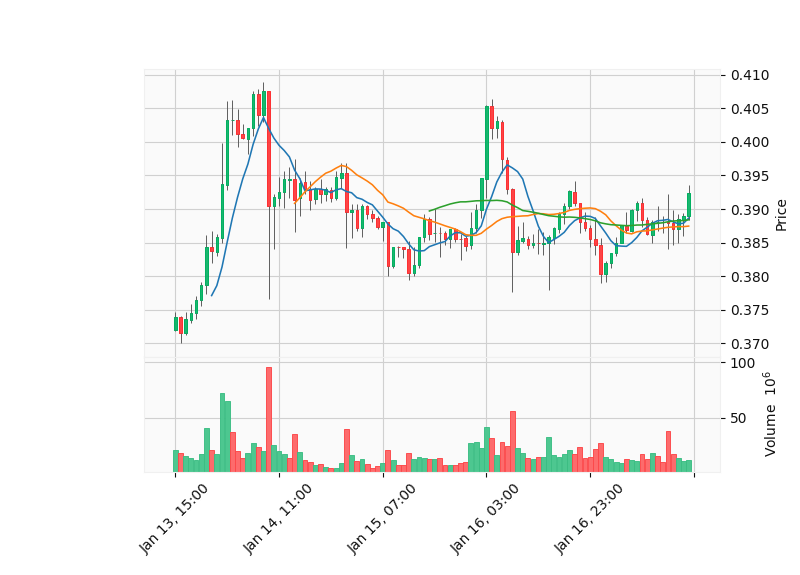 0.410
0.405
0.400
0.395
0.390
0.385
0.380
0.375
0.370
Price
100
50
Volume 10^6
Jan 13, 15:00
Jan 14, 11:00
Jan 15, 07:00
Jan 16, 03:00
Jan 16, 23:00